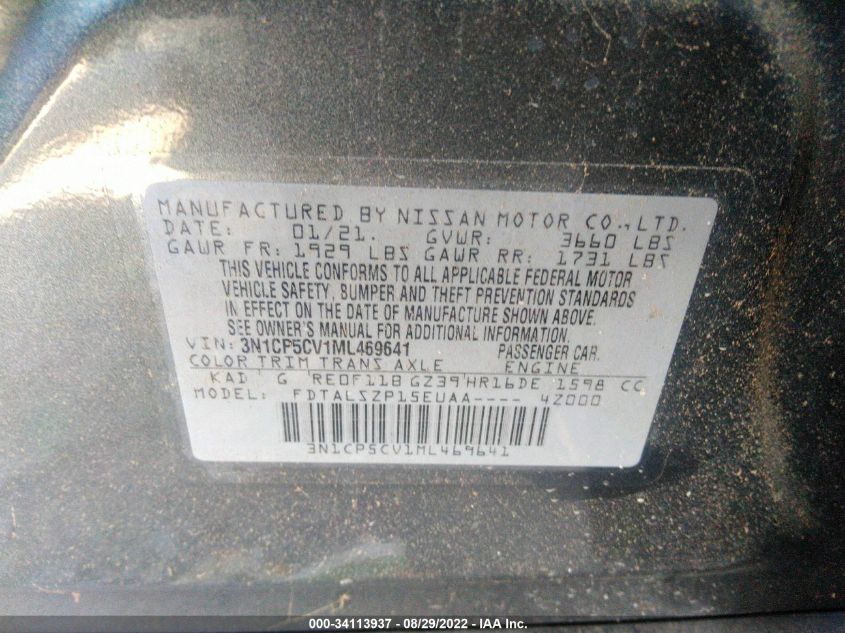 MANUFACTURED BY NISSAN MOTOR CO.,LTD.
DATE: 01/21. GVWR: 3660 LBS
GAWR FR: 1929 LBS GAWR RR: 1731 LBS
THIS VEHICLE CONFORMS TO ALL APPLICABLE FEDERAL MOTOR
VEHICLE SAFETY, BUMPER AND THEFT PREVENTION STANDARDS
IN EFFECT ON THE DATE OF MANUFACTURE SHOWN ABOVE.
SEE OWNER'S MANUAL FOR ADDITIONAL INFORMATION.
VIN: 3N1CP5CV1ML469641 PASSENGER CAR.
COLOR TRIM TRANS AXLE ENGINE
KAD G RE0F11B GZ39 HR16DE 1598 CC
MODEL: FDTALSZP15EUAA---- 4Z000
3N1CP5CV1ML469641
000-34113937 - 08/29/2022 - IAA Inc.